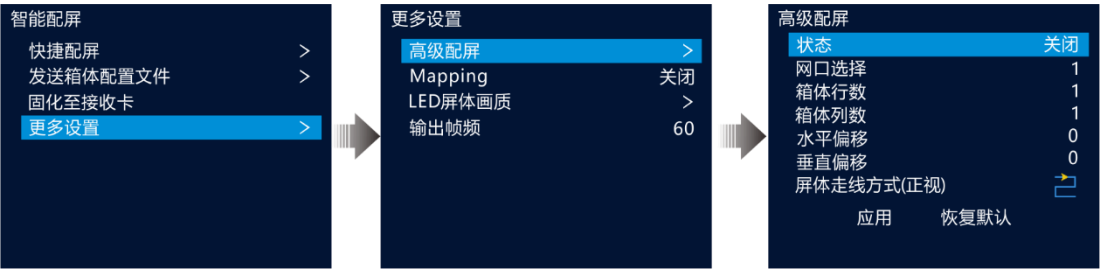 智能配屏
快捷配屏 >
发送箱体配置文件 >
固化至接收卡
更多设置 >
更多设置
高级配屏 >
Mapping 关闭
LED屏体画质 >
输出帧频 60
高级配屏
状态 关闭
网口选择 1
箱体行数 1
箱体列数 1
水平偏移 0
垂直偏移 0
屏体走线方式(正视)
应用 恢复默认